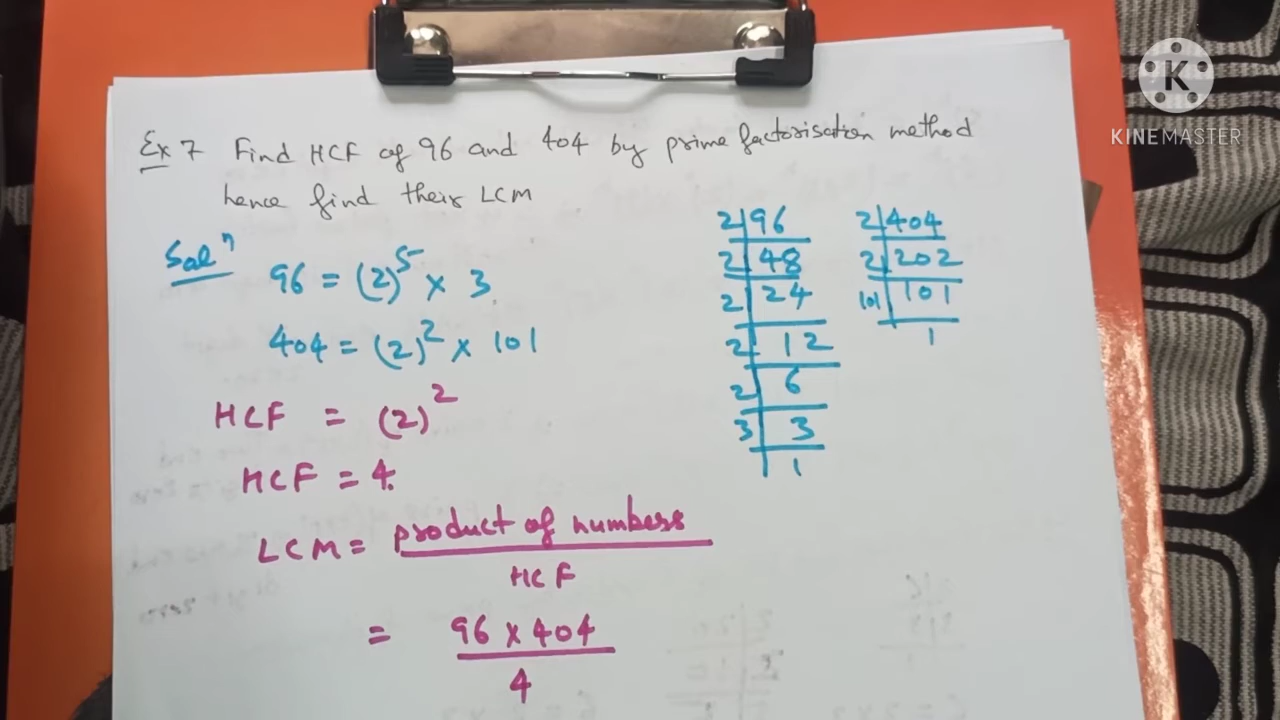 Ex 7 Find HCF of 96 and 404 by prime factorisation method
hence find their LCM
Solⁿ
96 = (2)^5 × 3
404 = (2)^2 × 101
HCF = (2)^2
HCF = 4.
LCM = product of numbers
HCF
= 96 × 404
4
2 96
2 48
2 24
2 12
2 6
3 3
1
2 404
2 202
101 101
1
K
KINEMASTER